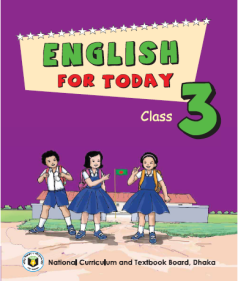 ENGLISH
FOR TODAY
Class 3
National Curriculum and Textbook Board, Dhaka